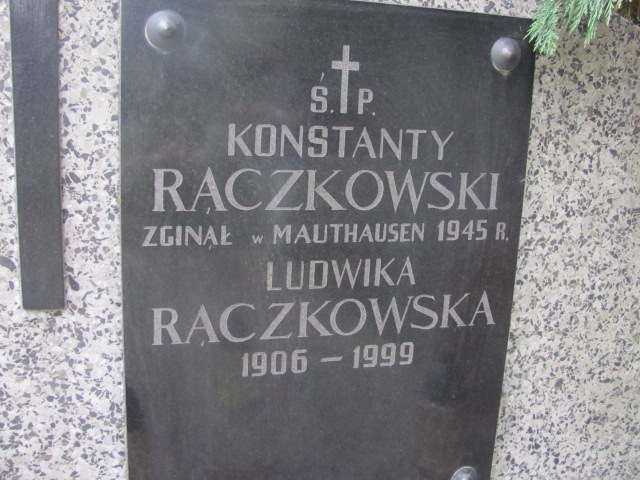 Ś. P.
KONSTANTY
RĄCZKOWSKI
ZGINĄŁ w MAUTHAUSEN 1945 R.
LUDWIKA
RĄCZKOWSKA
1906 – 1999